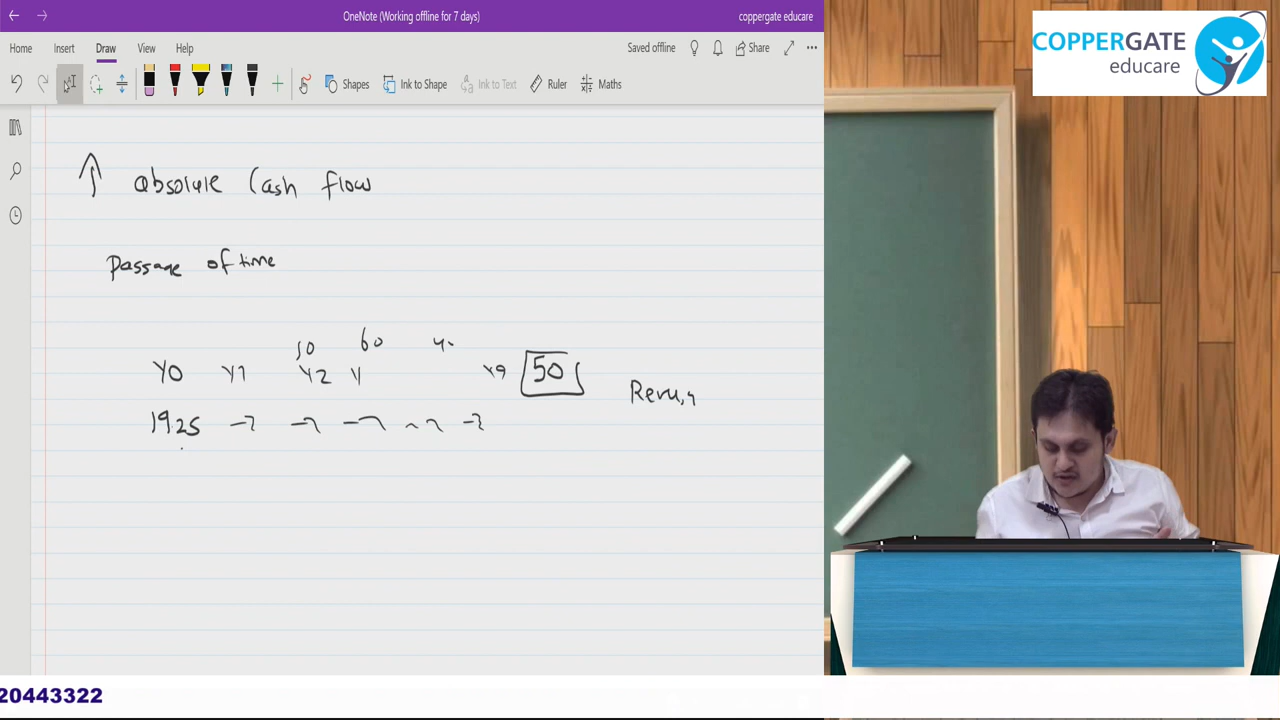 OneNote (Working offline for 7 days)
coppergate educare
Home Insert Draw View Help
Saved offline Share
Shapes Ink to Shape Ink to Text Ruler Maths
COPPERGATE
educare
absolute Cash flow
Passage of time
60
Y0 Y1 Y2 Y Y9 50
1925
20443322